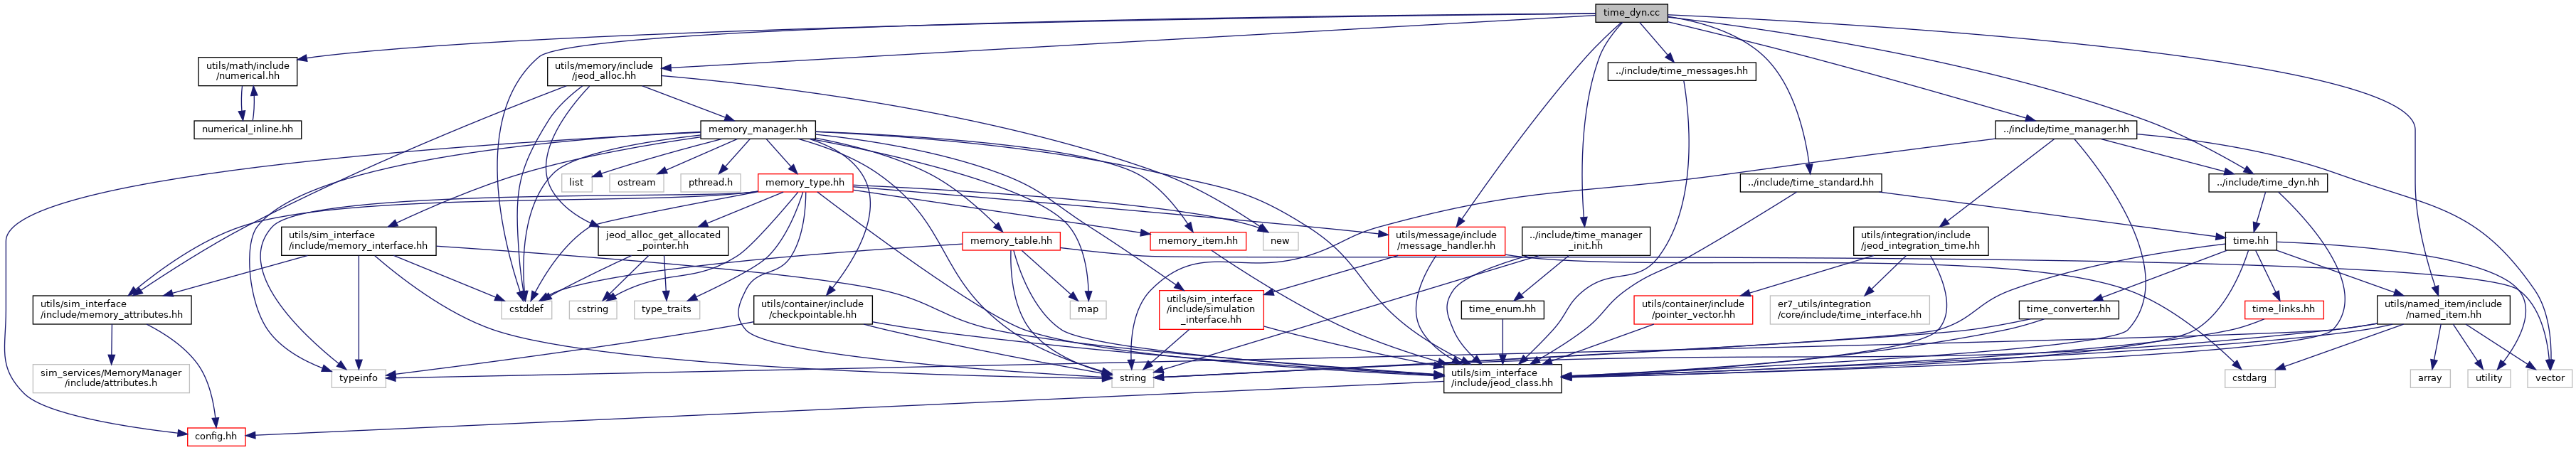 time_dyn.cc
utils/math/include
/numerical.hh
utils/memory/include
/jeod_alloc.hh
../include/time_messages.hh
numerical_inline.hh
memory_manager.hh
../include/time_manager.hh
list
ostream
pthread.h
memory_type.hh
../include/time_standard.hh
../include/time_dyn.hh
utils/sim_interface
/include/memory_interface.hh
jeod_alloc_get_allocated
_pointer.hh
memory_table.hh
memory_item.hh
new
utils/message/include
/message_handler.hh
../include/time_manager
_init.hh
utils/integration/include
/jeod_integration_time.hh
time.hh
utils/sim_interface
/include/memory_attributes.hh
cstddef
cstring
type_traits
utils/container/include
/checkpointable.hh
map
utils/sim_interface
/include/simulation
_interface.hh
time_enum.hh
utils/container/include
/pointer_vector.hh
er7_utils/integration
/core/include/time_interface.hh
time_converter.hh
time_links.hh
utils/named_item/include
/named_item.hh
sim_services/MemoryManager
/include/attributes.h
typeinfo
string
utils/sim_interface
/include/jeod_class.hh
cstdarg
array
utility
vector
config.hh